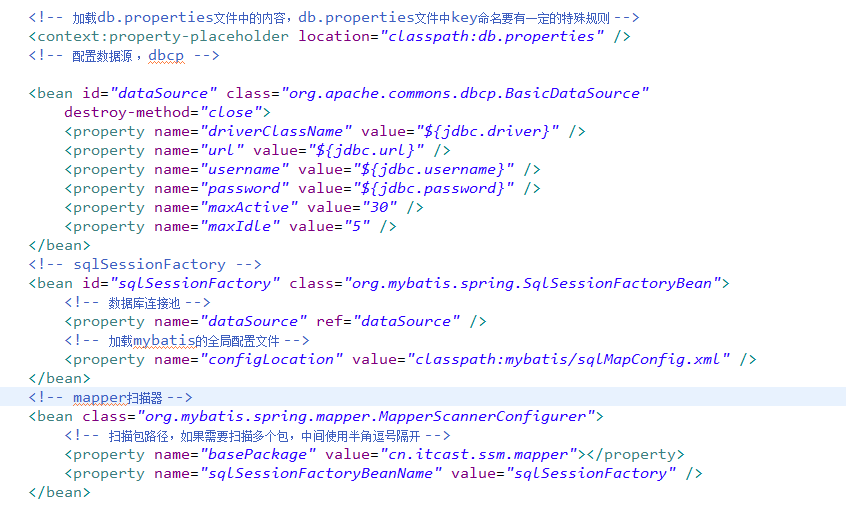 <!-- 加载db.properties文件中的内容，db.properties文件中key命名要有一定的特殊规则 -->
<context:property-placeholder location="classpath:db.properties" />
<!-- 配置数据源 ，dbcp -->
<bean id="dataSource" class="org.apache.commons.dbcp.BasicDataSource"
destroy-method="close">
<property name="driverClassName" value="${jdbc.driver}" />
<property name="url" value="${jdbc.url}" />
<property name="username" value="${jdbc.username}" />
<property name="password" value="${jdbc.password}" />
<property name="maxActive" value="30" />
<property name="maxIdle" value="5" />
</bean>
<!-- sqlSessionFactory -->
<bean id="sqlSessionFactory" class="org.mybatis.spring.SqlSessionFactoryBean">
<!-- 数据库连接池 -->
<property name="dataSource" ref="dataSource" />
<!-- 加载mybatis的全局配置文件 -->
<property name="configLocation" value="classpath:mybatis/sqlMapConfig.xml" />
</bean>
<!-- mapper扫描器 -->
<bean class="org.mybatis.spring.mapper.MapperScannerConfigurer">
<!-- 扫描包路径，如果需要扫描多个包，中间使用半角逗号隔开 -->
<property name="basePackage" value="cn.itcast.ssm.mapper"></property>
<property name="sqlSessionFactoryBeanName" value="sqlSessionFactory" />
</bean>